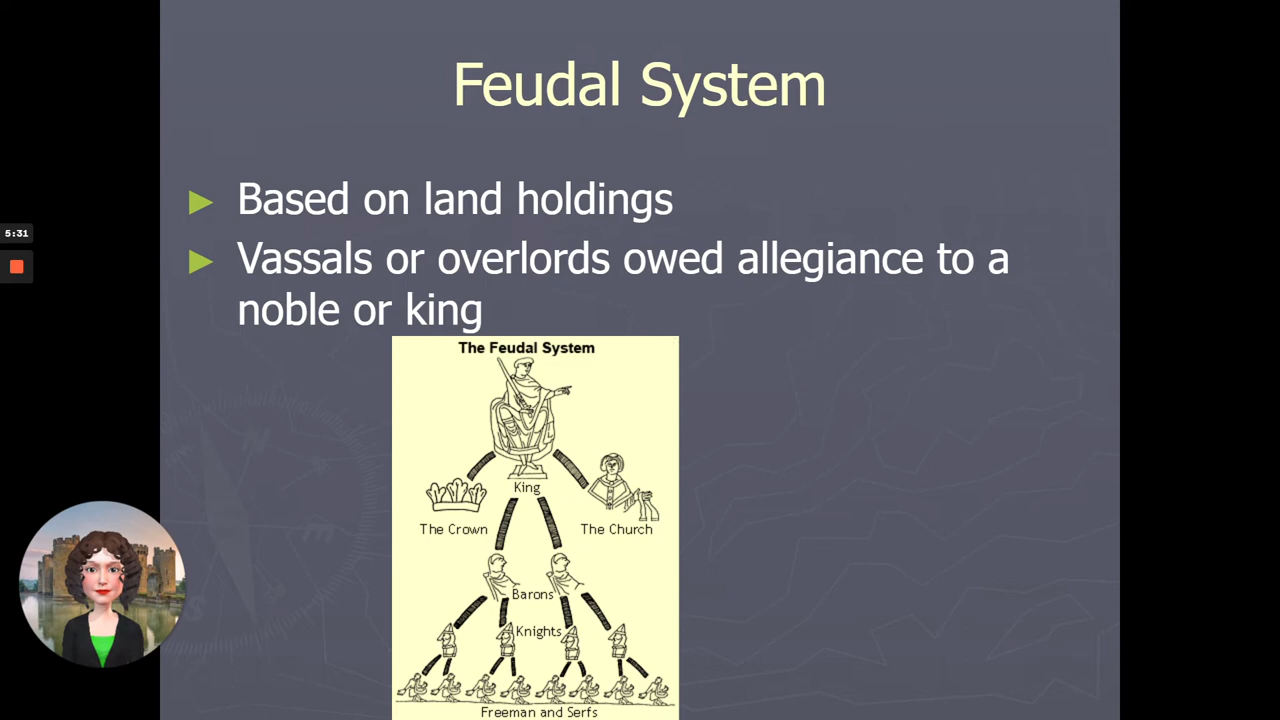 Feudal System
Based on land holdings
Vassals or overlords owed allegiance to a
noble or king
5:31
The Feudal System
King
The Crown
The Church
Barons
Knights
Freeman and Serfs
N
S